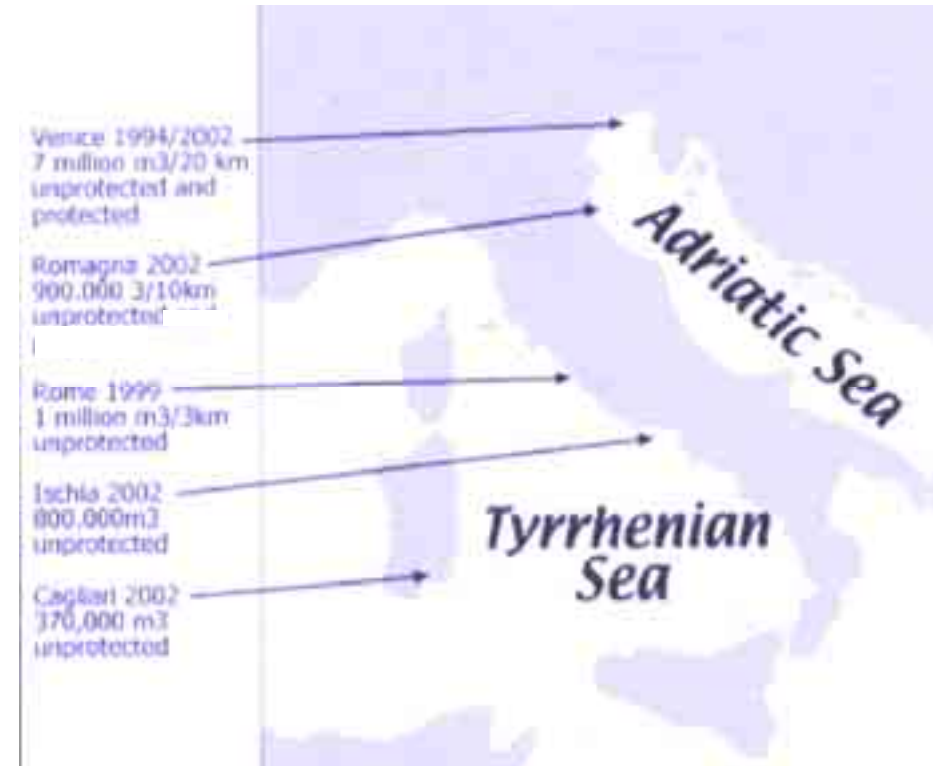 Venice 1994/2002
7 million m3/20 km
unprotected and
protected
Romagna 2002
900.000 3/10km
unprotected
Rome 1999
1 million m3/3km
unprotected
Ischia 2002
800.000m3
unprotected
Cagliari 2002
370,000 m3
unprotected
Adriatic Sea
Tyrrhenian
Sea